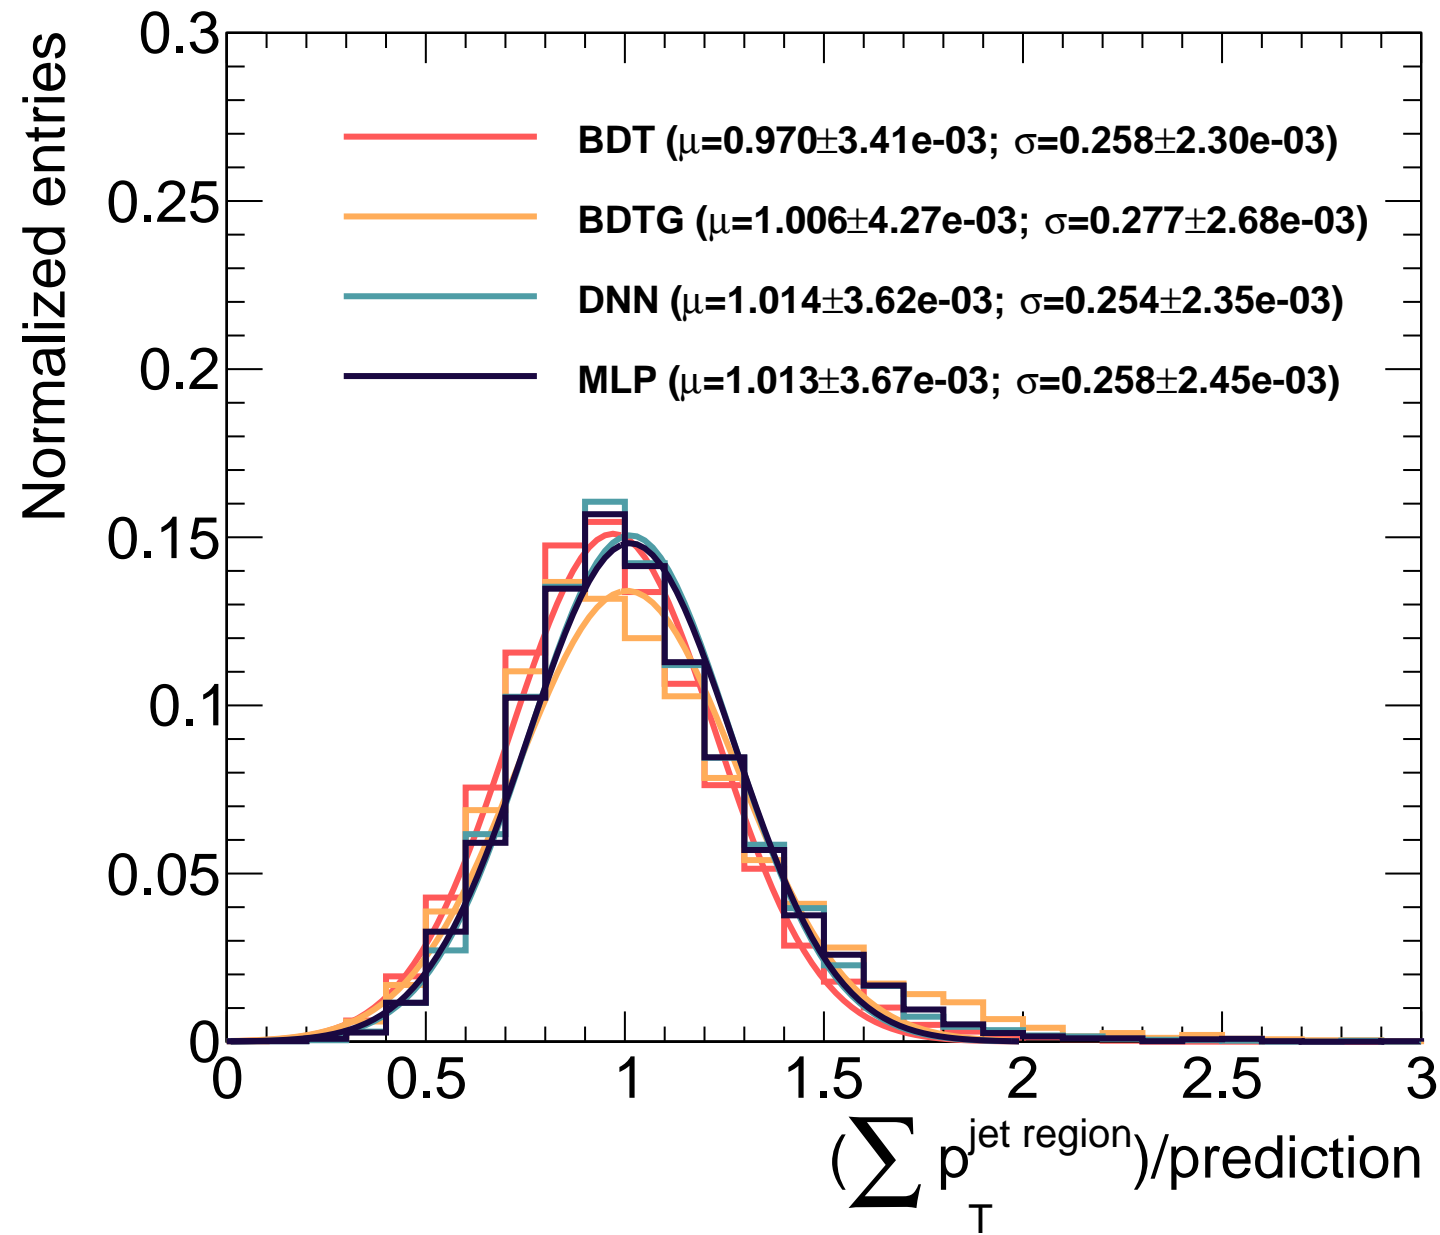 Normalized entries
0.3
0.25
0.2
0.15
0.1
0.05
0
BDT (μ=0.970±3.41e-03; σ=0.258±2.30e-03)
BDTG (μ=1.006±4.27e-03; σ=0.277±2.68e-03)
DNN (μ=1.014±3.62e-03; σ=0.254±2.35e-03)
MLP (μ=1.013±3.67e-03; σ=0.258±2.45e-03)
0 0.5 1 1.5 2 2.5 3
(∑ p_T^jet region)/prediction